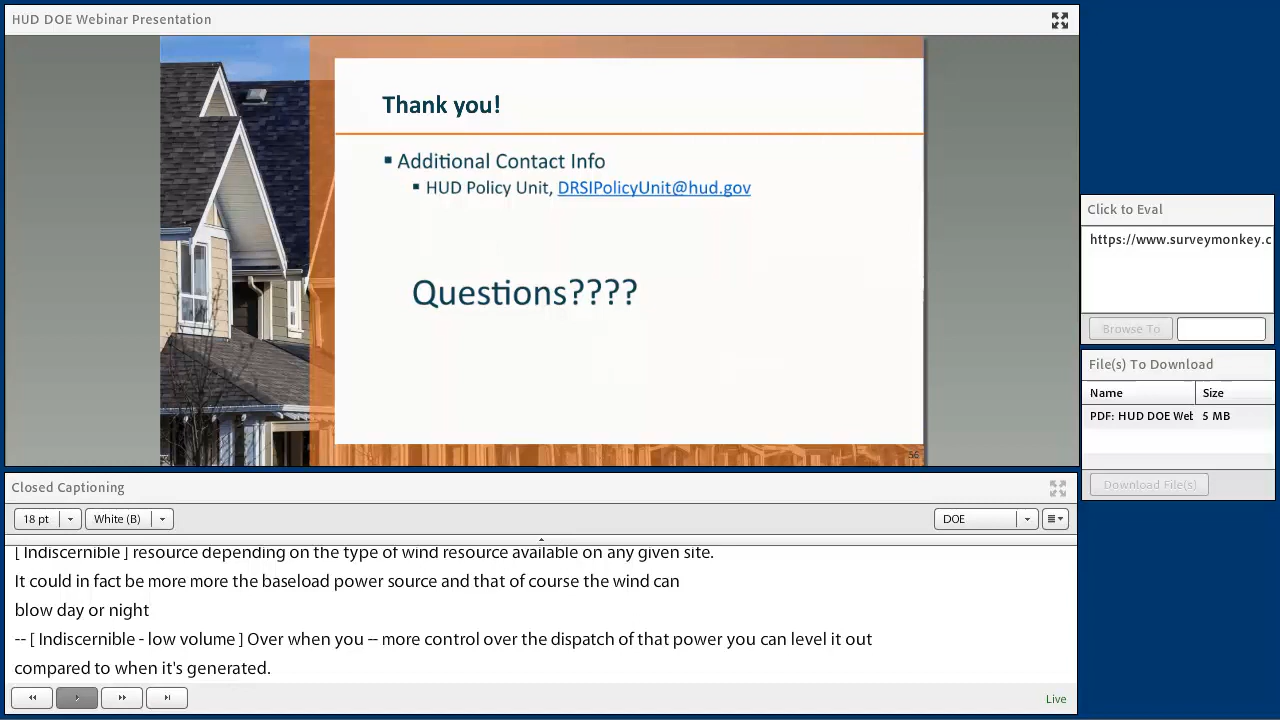 HUD DOE Webinar Presentation
Thank you!
Additional Contact Info
HUD Policy Unit, DRSIPolicyUnit@hud.gov
Questions????
56
Click to Eval
https://www.surveymonkey.c
Browse To
File(s) To Download
Name Size
PDF: HUD DOE Wet 5 MB
Download File(s)
Closed Captioning
18 pt White (B) DOE
[ Indiscernible ] resource depending on the type of wind resource available on any given site.
It could in fact be more more the baseload power source and that of course the wind can
blow day or night
-- [ Indiscernible - low volume ] Over when you -- more control over the dispatch of that power you can level it out
compared to when it's generated.
Live